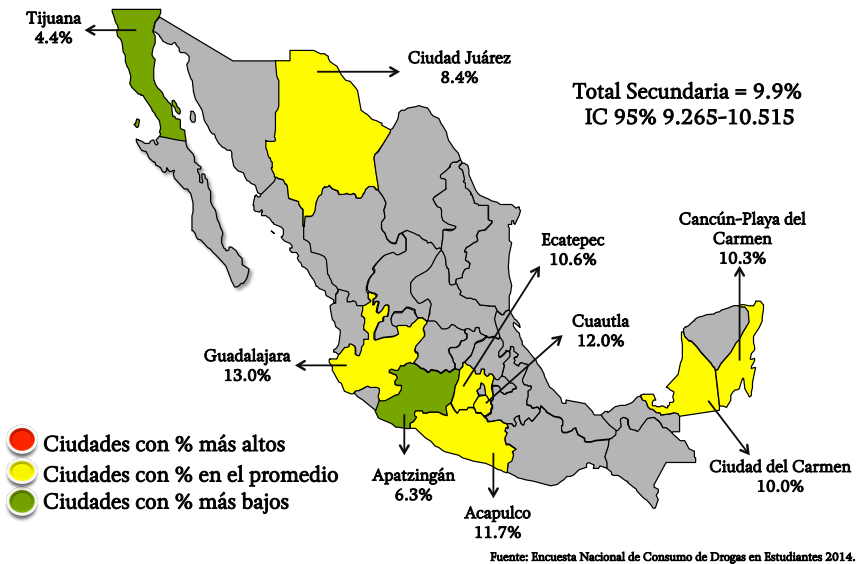 Tijuana
4.4%
Ciudad Juárez
8.4%
Total Secundaria = 9.9%
IC 95% 9.265-10.515
Cancún-Playa del
Carmen
10.3%
Ecatepec
10.6%
Cuautla
12.0%
Guadalajara
13.0%
Ciudades con % más altos
Ciudades con % en el promedio
Ciudades con % más bajos
Apatzingán
6.3%
Acapulco
11.7%
Ciudad del Carmen
10.0%
Fuente: Encuesta Nacional de Consumo de Drogas en Estudiantes 2014.